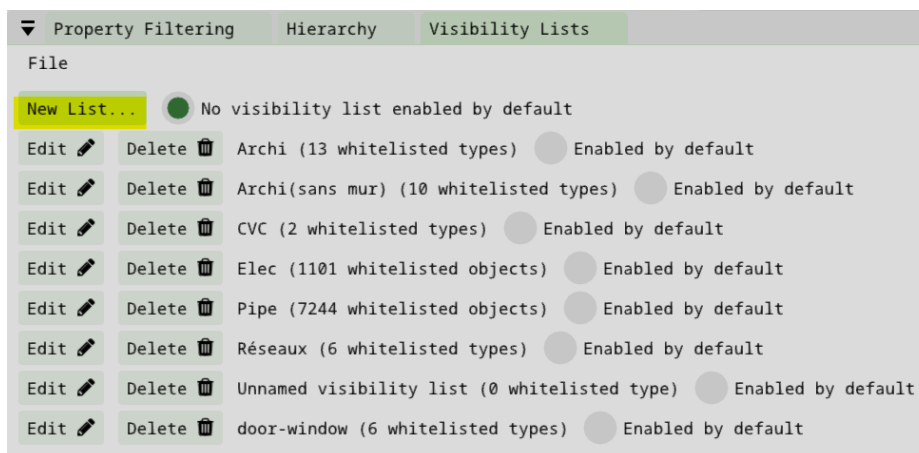 Property Filtering Hierarchy Visibility Lists
File
New List... No visibility list enabled by default
Edit Delete Archi (13 whitelisted types) Enabled by default
Edit Delete Archi(sans mur) (10 whitelisted types) Enabled by default
Edit Delete CVC (2 whitelisted types) Enabled by default
Edit Delete Elec (1101 whitelisted objects) Enabled by default
Edit Delete Pipe (7244 whitelisted objects) Enabled by default
Edit Delete Réseaux (6 whitelisted types) Enabled by default
Edit Delete Unnamed visibility list (0 whitelisted type) Enabled by default
Edit Delete door-window (6 whitelisted types) Enabled by default